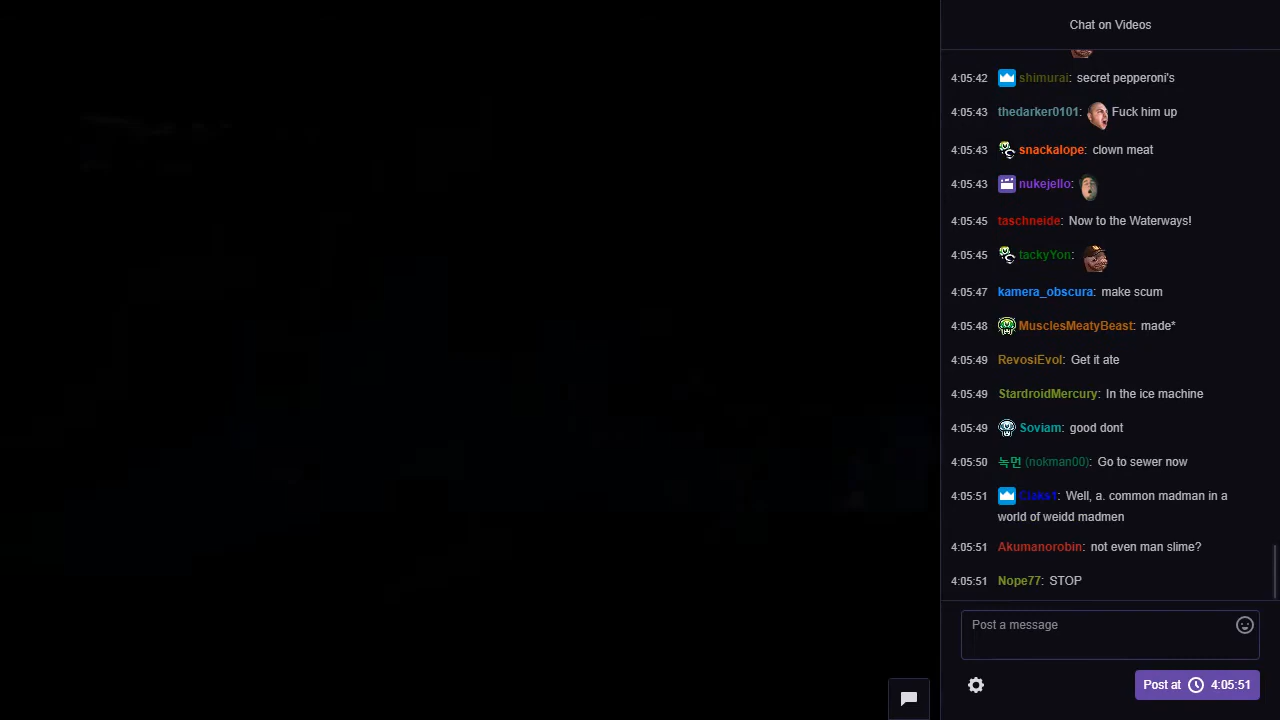 Chat on Videos
4:05:42 shimurai: secret pepperoni's
4:05:43 thedarker0101: Fuck him up
4:05:43 snackalope: clown meat
4:05:43 nukejello:
4:05:45 taschneide: Now to the Waterways!
4:05:45 tackyYon:
4:05:47 kamera_obscura: make scum
4:05:48 MusclesMeatyBeast: made*
4:05:49 RevosiEvol: Get it ate
4:05:49 StardroidMercury: In the ice machine
4:05:49 Soviam: good dont
4:05:50 녹먼 (nokman00): Go to sewer now
4:05:51 Claks1: Well, a. common madman in a
world of weidd madmen
4:05:51 Akumanorobin: not even man slime?
4:05:51 Nope77: STOP
Post a message
Post at 4:05:51